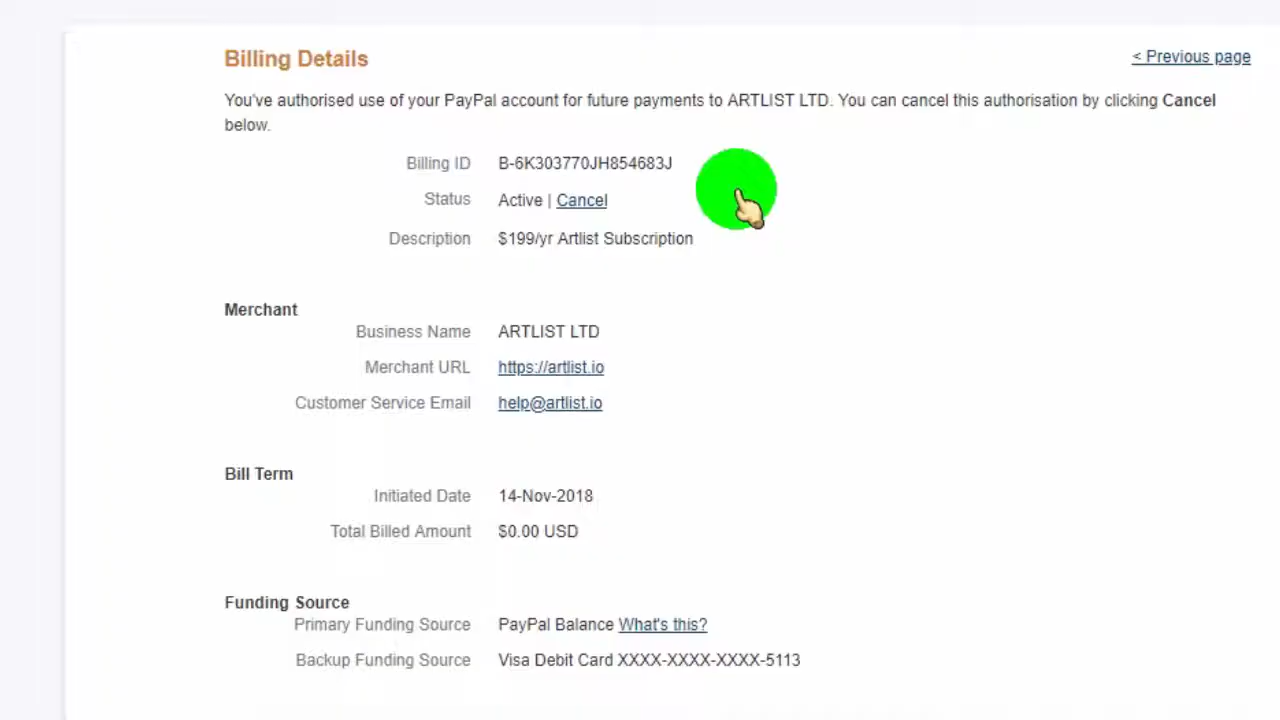 Billing Details
< Previous page
You've authorised use of your PayPal account for future payments to ARTLIST LTD. You can cancel this authorisation by clicking Cancel
below.
Billing ID B-6K303770JH854683J
Status Active | Cancel
Description $199/yr Artlist Subscription
Merchant
Business Name ARTLIST LTD
Merchant URL https://artlist.io
Customer Service Email help@artlist.io
Bill Term
Initiated Date 14-Nov-2018
Total Billed Amount $0.00 USD
Funding Source
Primary Funding Source PayPal Balance What's this?
Backup Funding Source Visa Debit Card XXXX-XXXX-XXXX-5113